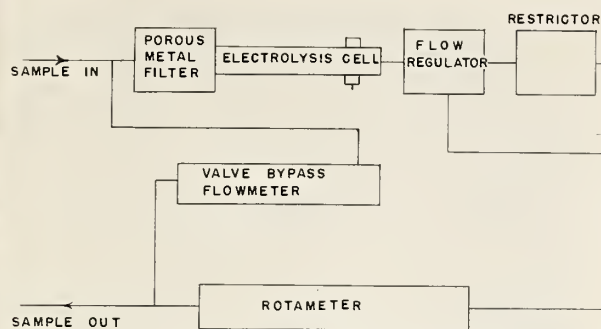 RESTRICTOR
POROUS
METAL
FILTER
ELECTROLYSIS CELL
FLOW
REGULATOR
SAMPLE IN
VALVE BYPASS
FLOWMETER
ROTAMETER
SAMPLE OUT